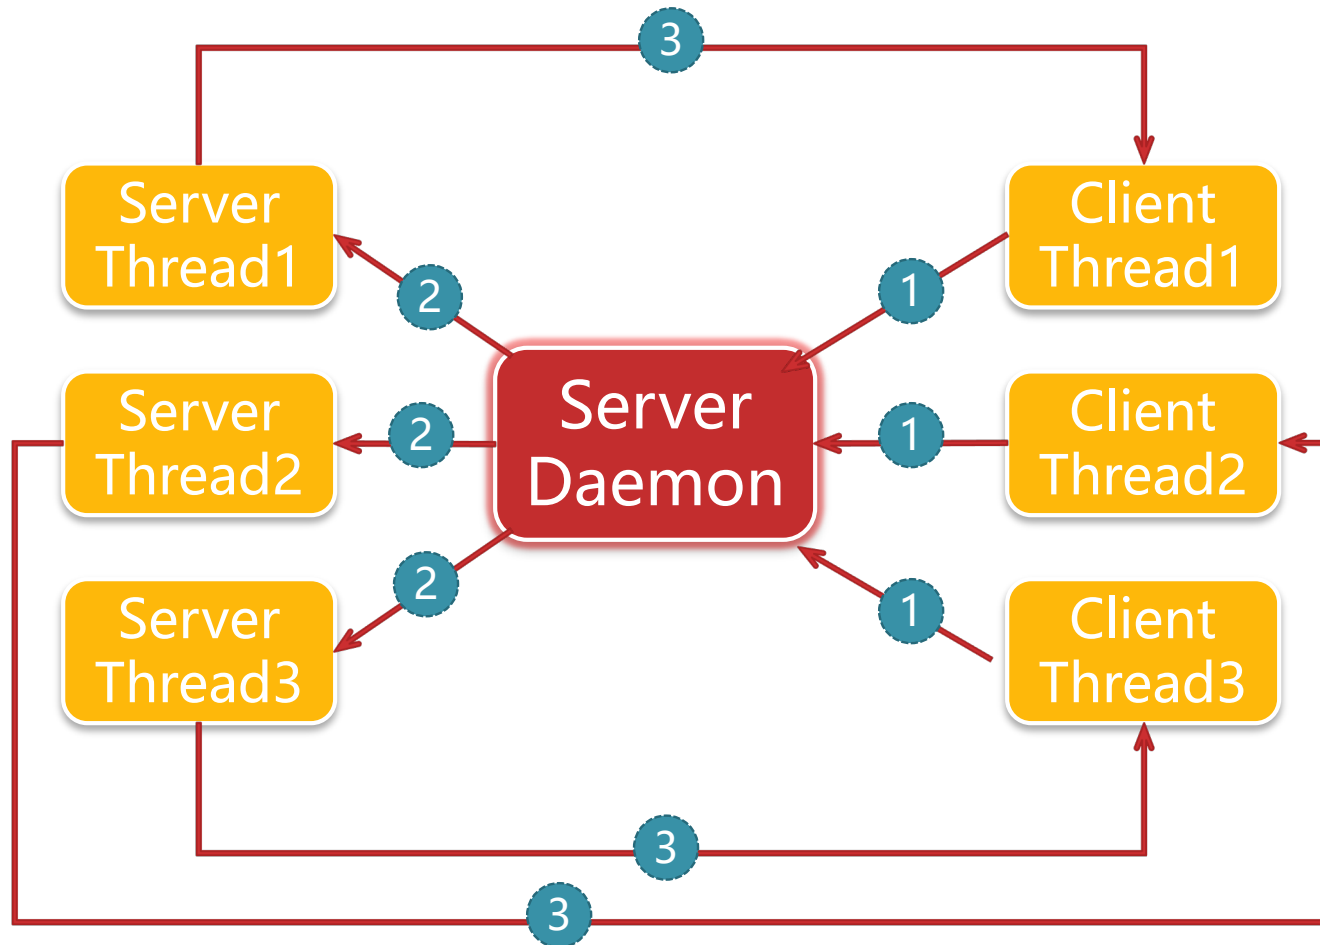 3
Server
Thread1
Client
Thread1
2
1
Server
Thread2
2
Server
Daemon
1
Client
Thread2
Server
Thread3
2
1
Client
Thread3
3
3